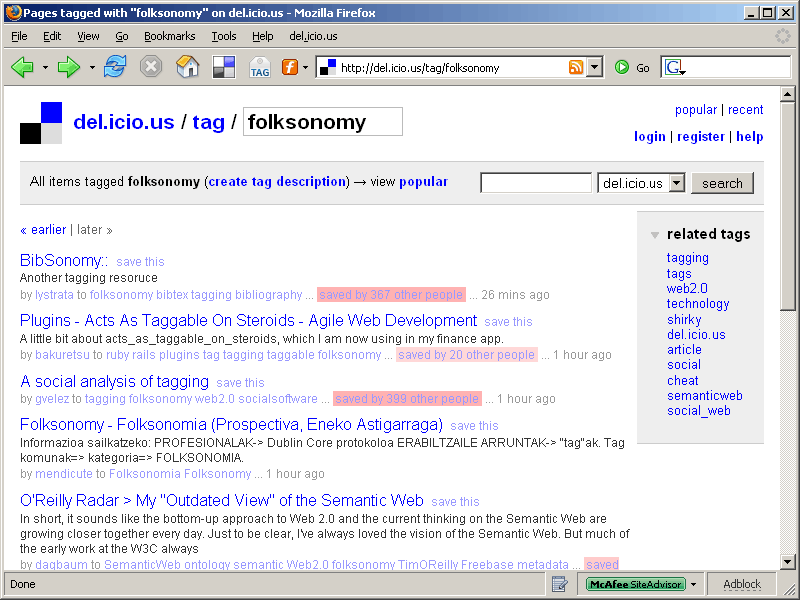 Pages tagged with "folksonomy" on del.icio.us - Mozilla Firefox
File Edit View Go Bookmarks Tools Help del.icio.us
TAG http://del.icio.us/tag/folksonomy Go G
del.icio.us / tag / folksonomy
popular | recent
login | register | help
All items tagged folksonomy (create tag description) → view popular del.icio.us search
« earlier | later »
BibSonomy:: save this
Another tagging resoruce
by lystrata to folksonomy bibtex tagging bibliography ... saved by 367 other people ... 26 mins ago
Plugins - Acts As Taggable On Steroids - Agile Web Development save this
A little bit about acts_as_taggable_on_steroids, which I am now using in my finance app.
by bakuretsu to ruby rails plugins tag tagging taggable folksonomy ... saved by 20 other people ... 1 hour ago
A social analysis of tagging save this
by gvelez to tagging folksonomy web2.0 socialsoftware ... saved by 399 other people ... 1 hour ago
Folksonomy - Folksonomia (Prospectiva, Eneko Astigarraga) save this
Informazioa sailkatzeko: PROFESIONALAK-> Dublin Core protokoloa ERABILTZAILE ARRUNTAK-> "tag"ak. Tag
komunak=> kategoria=> FOLKSONOMIA.
by mendicute to Folksonomia Folksonomy ... 1 hour ago
O'Reilly Radar > My "Outdated View" of the Semantic Web save this
In short, it sounds like the bottom-up approach to Web 2.0 and the current thinking on the Semantic Web are
growing closer together every day. Just to be clear, I've always loved the vision of the Semantic Web. But much of
the early work at the W3C always
by dagbaum to SemanticWeb ontology semantic Web2.0 folksonomy TimOReilly Freebase metadata ... saved
related tags
tagging
tags
web2.0
technology
shirky
del.icio.us
article
social
cheat
semanticweb
social_web
Done McAfee SiteAdvisor Adblock